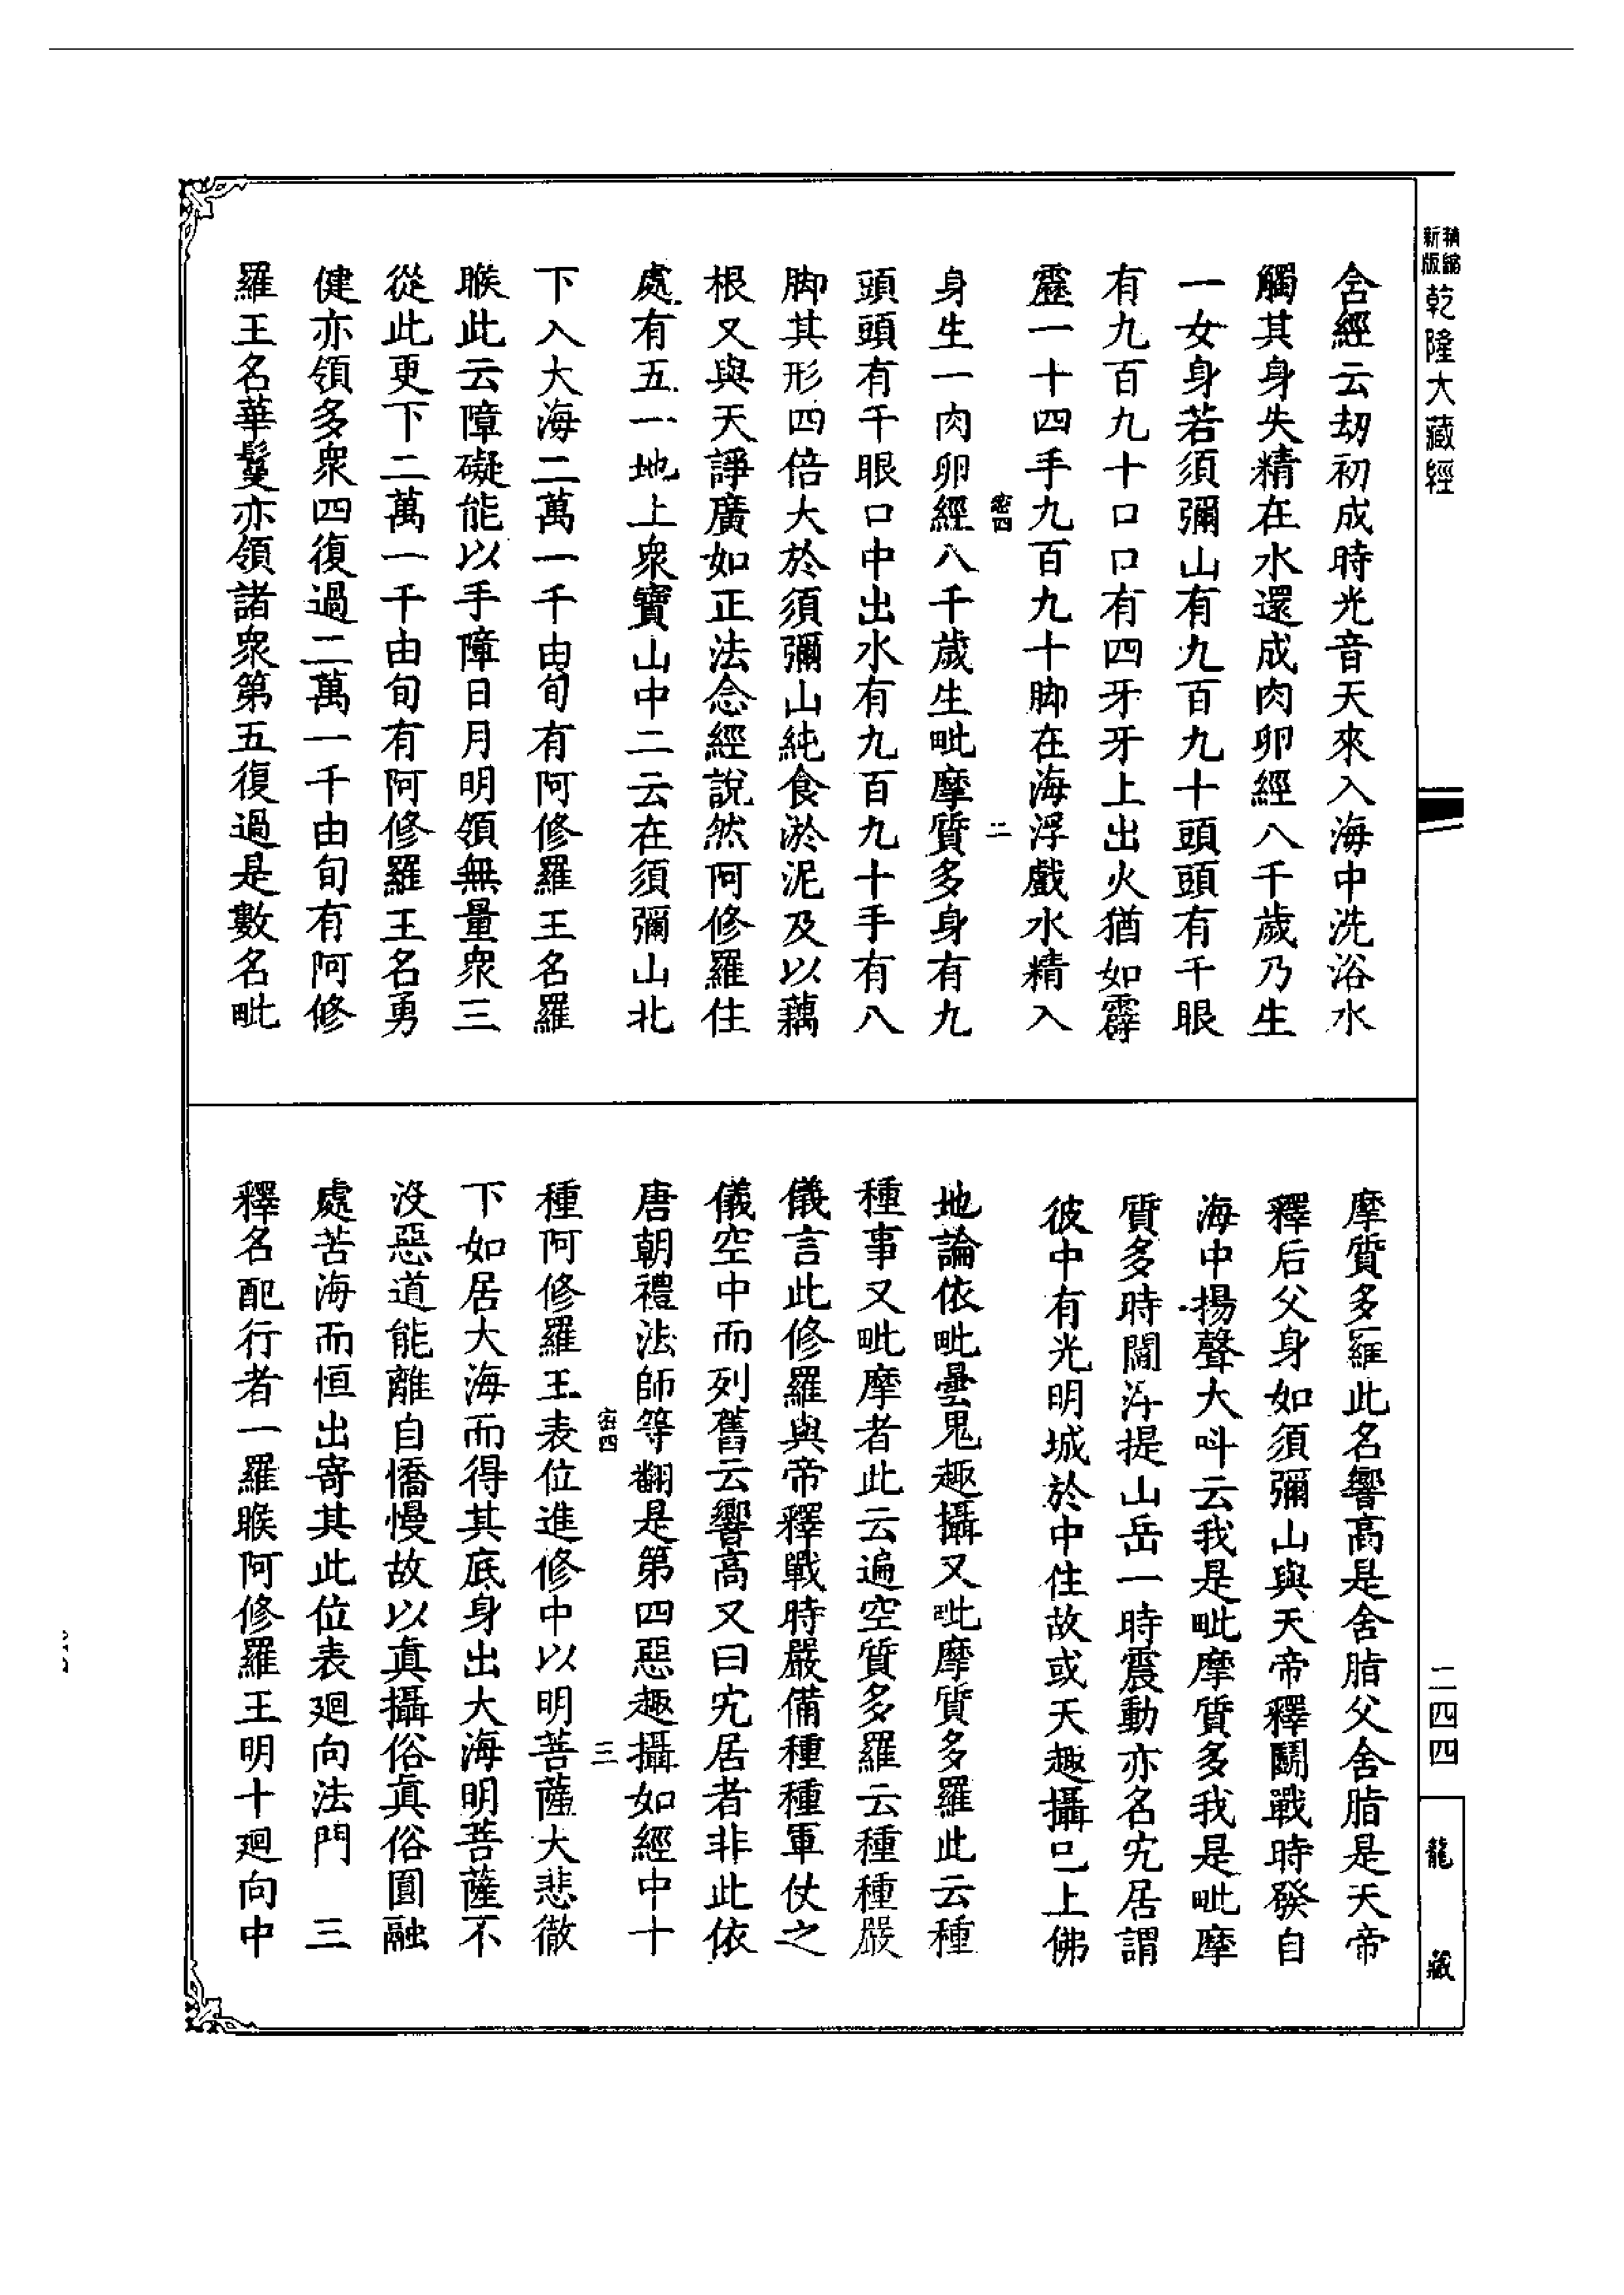 新版
精縮
乾隆大藏經
含經云劫初成時光音天來入海中洗浴水
觸其身失精在水還成肉卵經八千歲乃生
一女身若須彌山有九百九十頭頭有千眼
有九百九十口口有四牙牙上出火猶如霹
靂一十四手九百九十脚在海浮戲水精入
密四 二
身生一肉卵經八千歲生毗摩質多身有九
頭頭有千眼口中出水有九百九十手有八
脚其形四倍大於須彌山純食淤泥及以藕
根又與天諍廣如正法念經說然阿修羅住
處有五一地上衆寶山中二云在須彌山北
下入大海二萬一千由旬有阿修羅王名羅
睺此云障礙能以手障日月明領無量衆三
從此更下二萬一千由旬有阿修羅王名勇
健亦領多衆四復過二萬一千由旬有阿修
羅王名華鬘亦領諸衆第五復過是數名毗
摩質多羅此名響高是舍脂父舍脂是天帝
釋后父身如須彌山與天帝釋鬭戰時發自
海中揚聲大呌云我是毗摩質多我是毗摩
質多時閻浮提山岳一時震動亦名宄居謂
彼中有光明城於中住故或天趣攝已上佛
地論依毗曇鬼趣攝又毗摩質多羅此云種
種事又毗摩者此云遍空質多羅云種種嚴
儀言此修羅與帝釋戰時嚴備種種軍仗之
儀空中而列舊云響高又曰宄居者非此依
唐朝禮法師等翻是第四惡趣攝如經中十
密四 三
種阿修羅王表位進修中以明菩薩大悲徹
下如居大海而得其底身出大海明菩薩不
沒惡道能離自憍慢故以眞攝俗眞俗圓融
處苦海而恒出寄其此位表廻向法門 三
釋名配行者一羅睺阿修羅王明十廻向中
二四四
龍藏